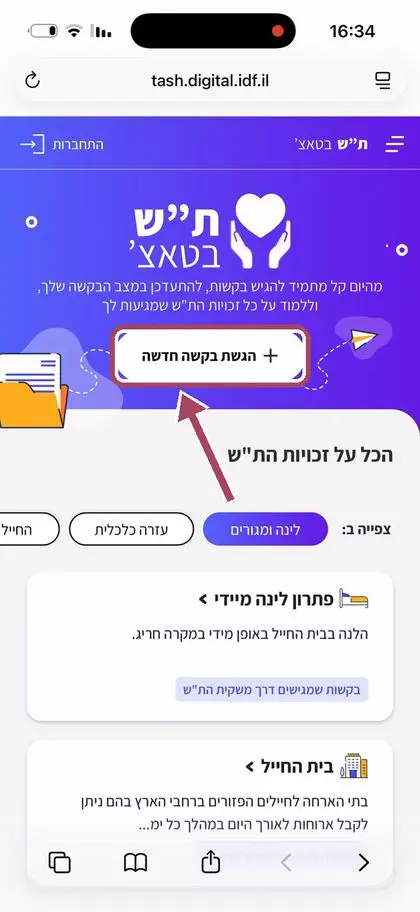 16:34
tash.digital.idf.il
ת״ש בטאצ׳
התחברות
ת״ש
בטאצ׳
מהיום קל מתמיד להגיש בקשות, להתעדכן במצב הבקשה שלך,
וללמוד על כל זכויות הת״ש שמגיעות לך
+ הגשת בקשה חדשה
הכל על זכויות הת"ש
צפייה ב:
לינה ומגורים
עזרה כלכלית
החייל
פתרון לינה מיידי
הלנה בבית החייל באופן מידי במקרה חריג.
בקשות שמגישים דרך משקית הת"ש
בית החייל
בתי הארחה לחיילים הפזורים ברחבי הארץ בהם ניתן
לקבל ארוחות לאורך היום במהלך כל ימ...